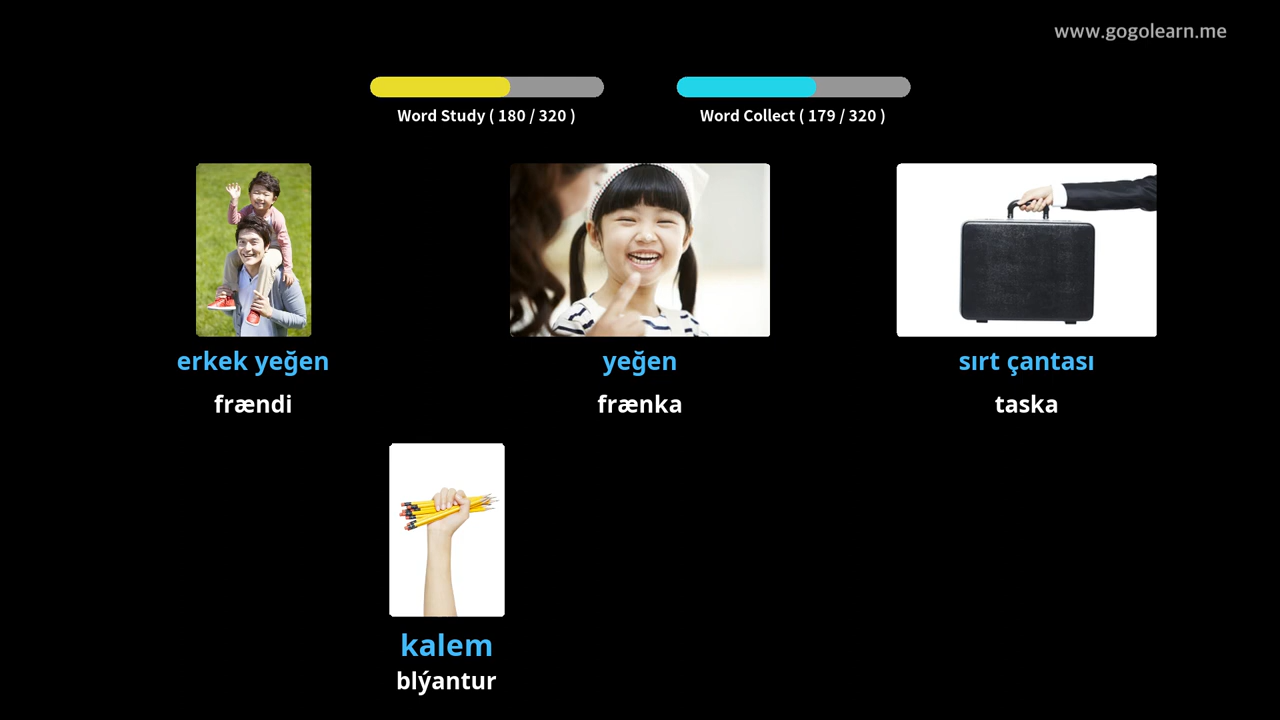 www.gogolearn.me
Word Study ( 180 / 320 )
Word Collect ( 179 / 320 )
erkek yeğen
frændi
yeğen
frænka
sırt çantası
taska
kalem
blýantur